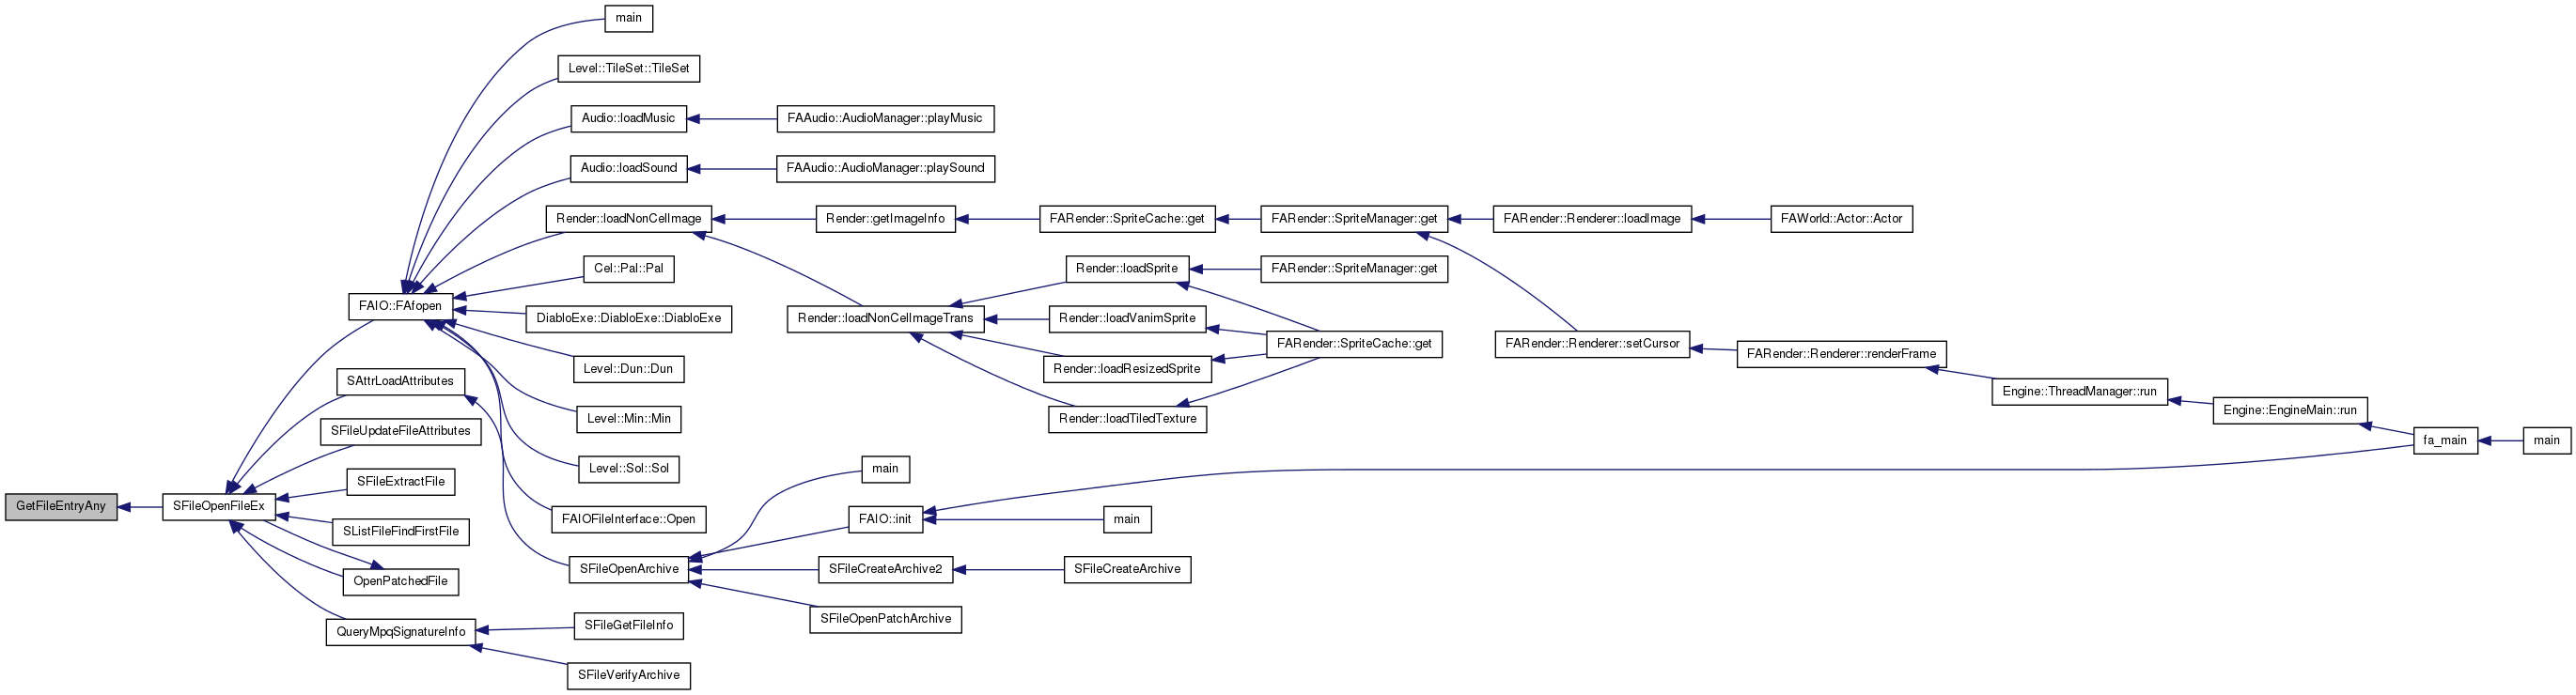 main
Level::TileSet::TileSet
Audio::loadMusic
FAAudio::AudioManager::playMusic
Audio::loadSound
FAAudio::AudioManager::playSound
Render::loadNonCelImage
Render::getImageInfo
FARender::SpriteCache::get
FARender::SpriteManager::get
FARender::Renderer::loadImage
FAWorld::Actor::Actor
Cel::Pal::Pal
Render::loadSprite
FARender::SpriteManager::get
FAIO::FAfopen
DiabloExe::DiabloExe::DiabloExe
Render::loadNonCelImageTrans
Render::loadVanimSprite
FARender::SpriteCache::get
FARender::Renderer::setCursor
FARender::Renderer::renderFrame
Level::Dun::Dun
Render::loadResizedSprite
SAttrLoadAttributes
Engine::ThreadManager::run
Level::Min::Min
Render::loadTiledTexture
Engine::EngineMain::run
SFileUpdateFileAttributes
fa_main
main
Level::Sol::Sol
main
SFileExtractFile
GetFileEntryAny
SFileOpenFileEx
FAIOFileInterface::Open
FAIO::init
main
SListFileFindFirstFile
SFileOpenArchive
SFileCreateArchive2
SFileCreateArchive
OpenPatchedFile
SFileOpenPatchArchive
QueryMpqSignatureInfo
SFileGetFileInfo
SFileVerifyArchive